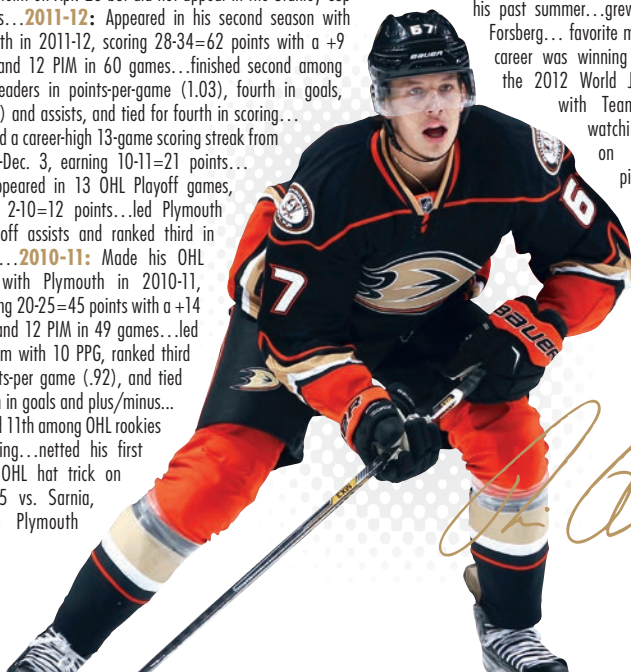 s…2011-12: Appeared in his second season with
th in 2011-12, scoring 28-34=62 points with a +9
and 12 PIM in 60 games…finished second among
eaders in points-per-game (1.03), fourth in goals,
) and assists, and tied for fourth in scoring…
d a career-high 13-game scoring streak from
-Dec. 3, earning 10-11=21 points…
ppeared in 13 OHL Playoff games,
2-10=12 points…led Plymouth
off assists and ranked third in
…2010-11: Made his OHL
with Plymouth in 2010-11,
ng 20-25=45 points with a +14
and 12 PIM in 49 games…led
m with 10 PPG, ranked third
ts-per game (.92), and tied
in goals and plus/minus...
d 11th among OHL rookies
ing…netted his first
OHL hat trick on
5 vs. Sarnia,
Plymouth
his past summer…grew
Forsberg… favorite m
career was winning
the 2012 World J
with Team
watchi
on
pi
67
BAUER
67
67
BAUER